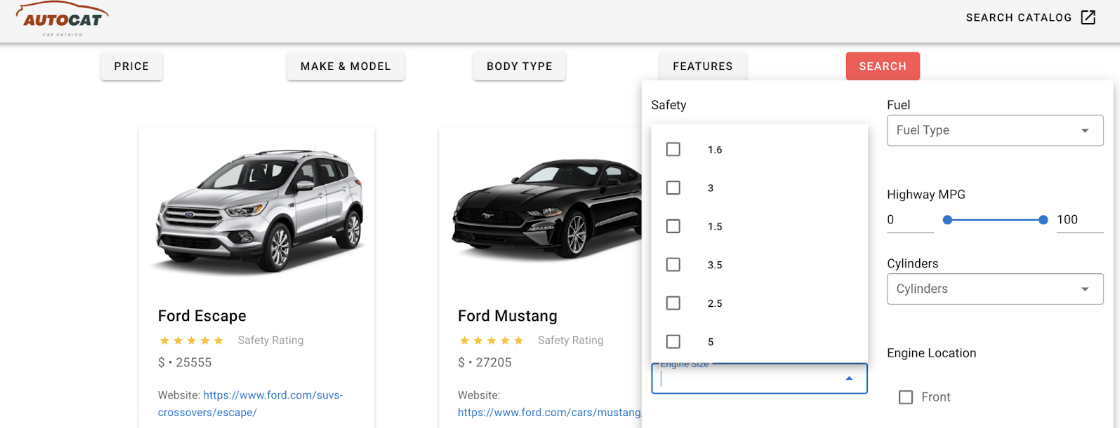 AUTOCAT
CAR CATALOG
SEARCH CATALOG
PRICE
MAKE & MODEL
BODY TYPE
FEATURES
SEARCH
Safety
1.6
3
1.5
3.5
2.5
5
Engine Size
Fuel
Fuel Type
Highway MPG
0
100
Cylinders
Cylinders
Engine Location
Front
Ford Escape
Safety Rating
$ • 25555
Website: https://www.ford.com/suvs-
crossovers/escape/
Ford Mustang
Safety Rating
$ • 27205
Website:
https://www.ford.com/cars/mustang